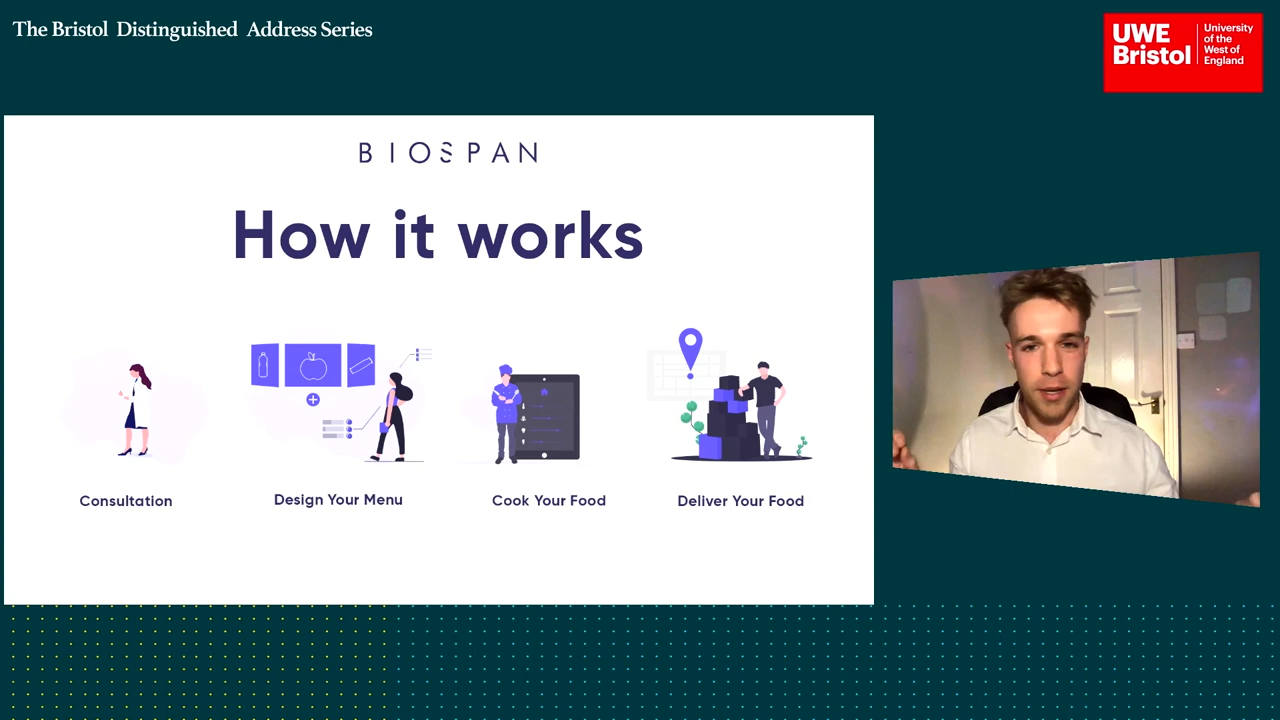 The Bristol Distinguished Address Series
UWE Bristol
University of the West of England
BIOSPAN
How it works
Consultation
Design Your Menu
Cook Your Food
Deliver Your Food